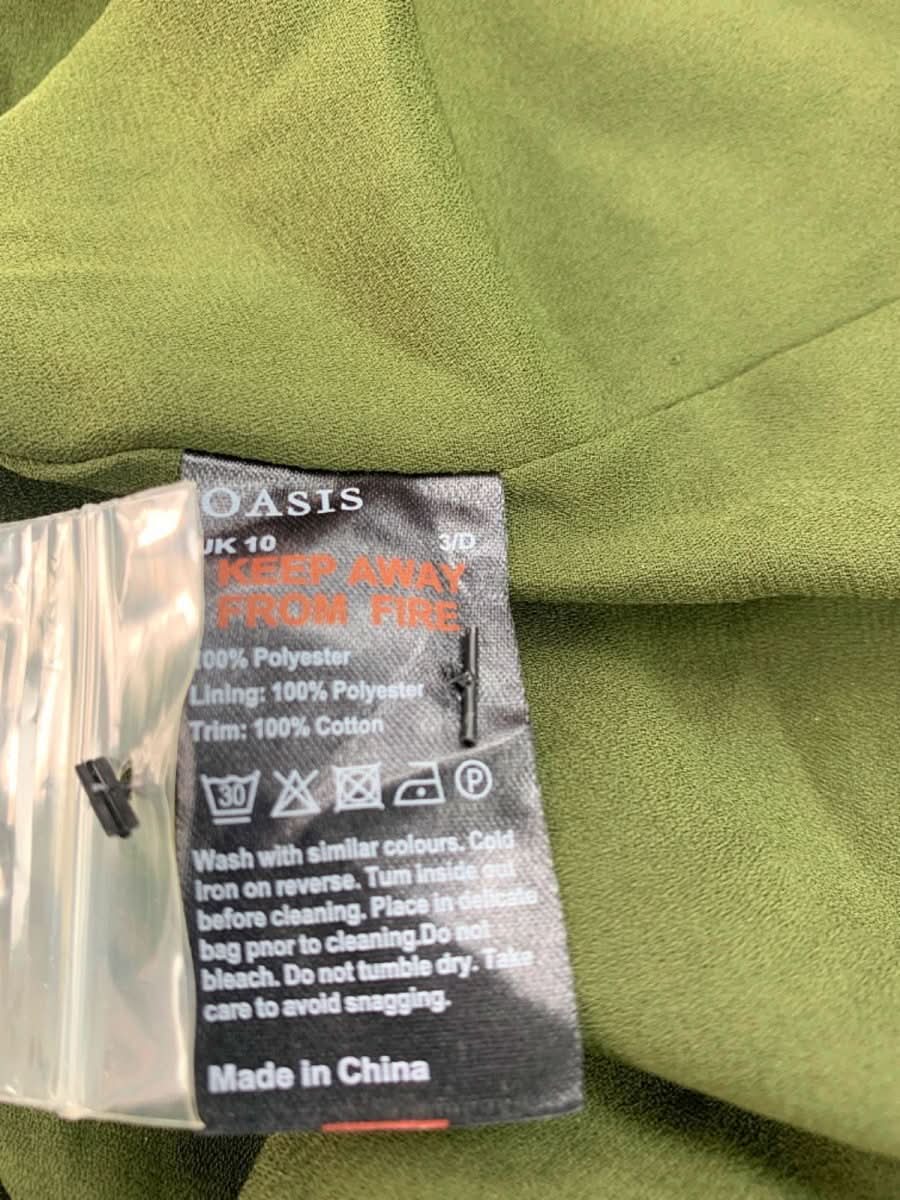 OASIS
UK 10 3/D
KEEP AWAY
FROM FIRE
100% Polyester
Lining: 100% Polyester
Trim: 100% Cotton
30 P
Wash with similar colours. Cold
Iron on reverse. Tum inside out
before cleaning. Place in delicate
bag pnor to cleaning.Do not
bleach. Do not tumble dry. Take
care to avoid snagging.
Made in China